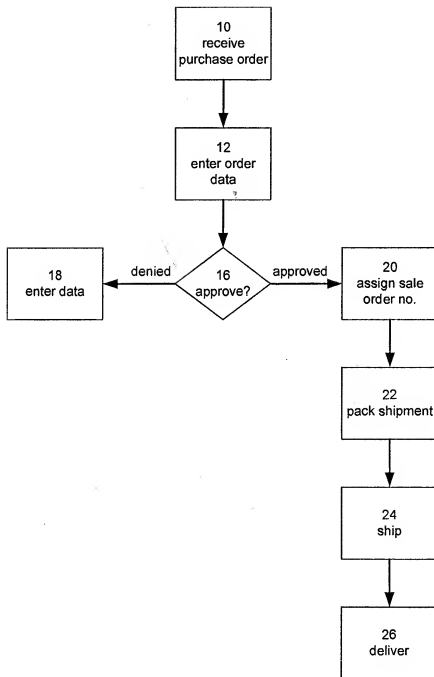 10
receive
purchase order
12
enter order
data
denied
16
approve?
approved
18
enter data
20
assign sale
order no.
22
pack shipment
24
ship
26
deliver